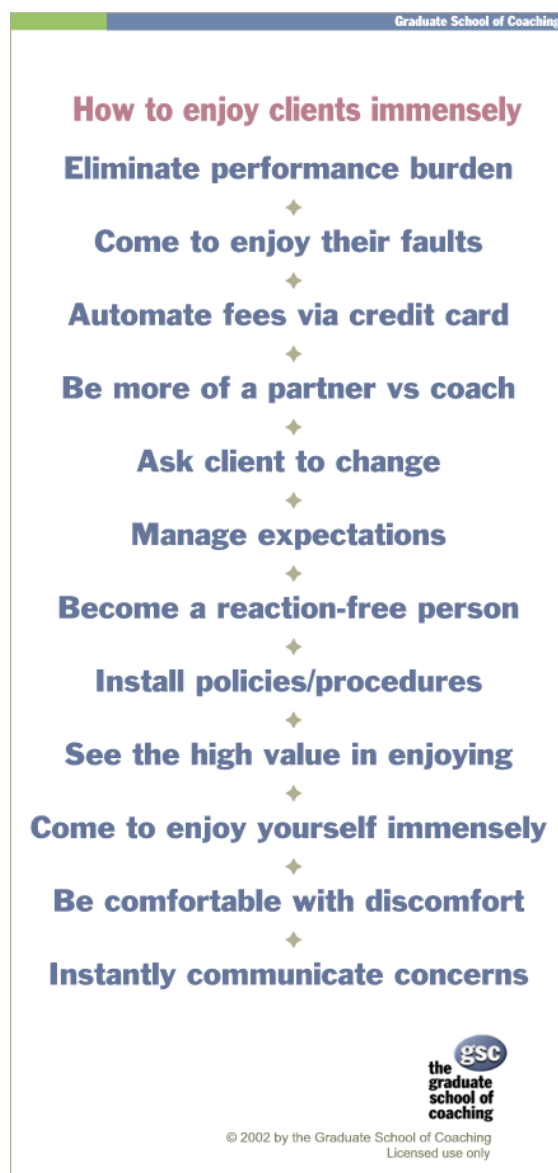 Graduate School of Coaching
How to enjoy clients immensely
Eliminate performance burden
Come to enjoy their faults
Automate fees via credit card
Be more of a partner vs coach
Ask client to change
Manage expectations
Become a reaction-free person
Install policies/procedures
See the high value in enjoying
Come to enjoy yourself immensely
Be comfortable with discomfort
Instantly communicate concerns
gsc
the
graduate
school of
coaching
© 2002 by the Graduate School of Coaching
Licensed use only